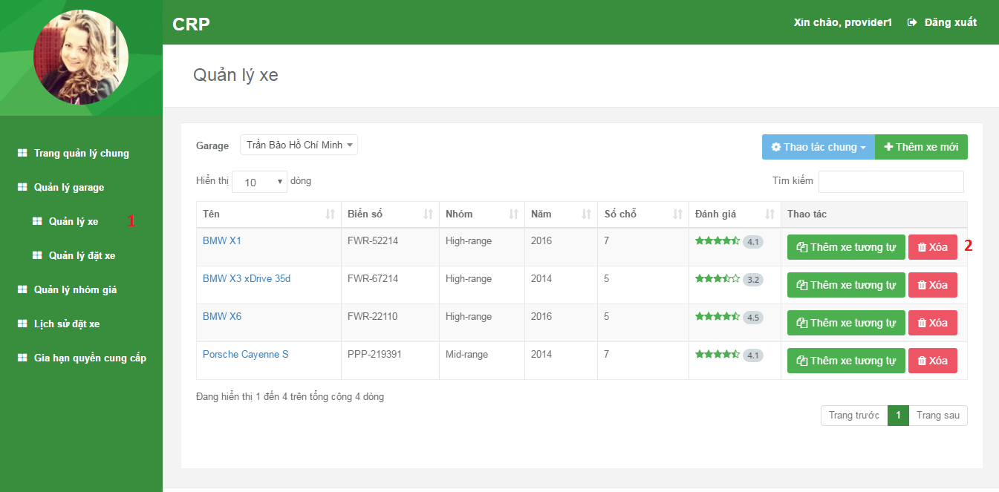 CRP
Xin chào, provider1 Đăng xuất
Quản lý xe
Trang quản lý chung
Quản lý garage
Quản lý xe 1
Quản lý đặt xe
Quản lý nhóm giá
Lịch sử đặt xe
Gia hạn quyền cung cấp
Garage Trần Bảo Hồ Chí Minh Thao tác chung Thêm xe mới
Hiển thị 10 dòng Tìm kiếm
Tên Biển số Nhóm Năm Số chỗ Đánh giá Thao tác
BMW X1 FWR-52214 High-range 2016 7 4.1 Thêm xe tương tự Xóa 2
BMW X3 xDrive 35d FWR-67214 High-range 2014 5 3.2 Thêm xe tương tự Xóa
BMW X6 FWR-22110 High-range 2016 5 4.5 Thêm xe tương tự Xóa
Porsche Cayenne S PPP-219391 Mid-range 2014 7 4.1 Thêm xe tương tự Xóa
Đang hiển thị 1 đến 4 trên tổng cộng 4 dòng
Trang trước 1 Trang sau